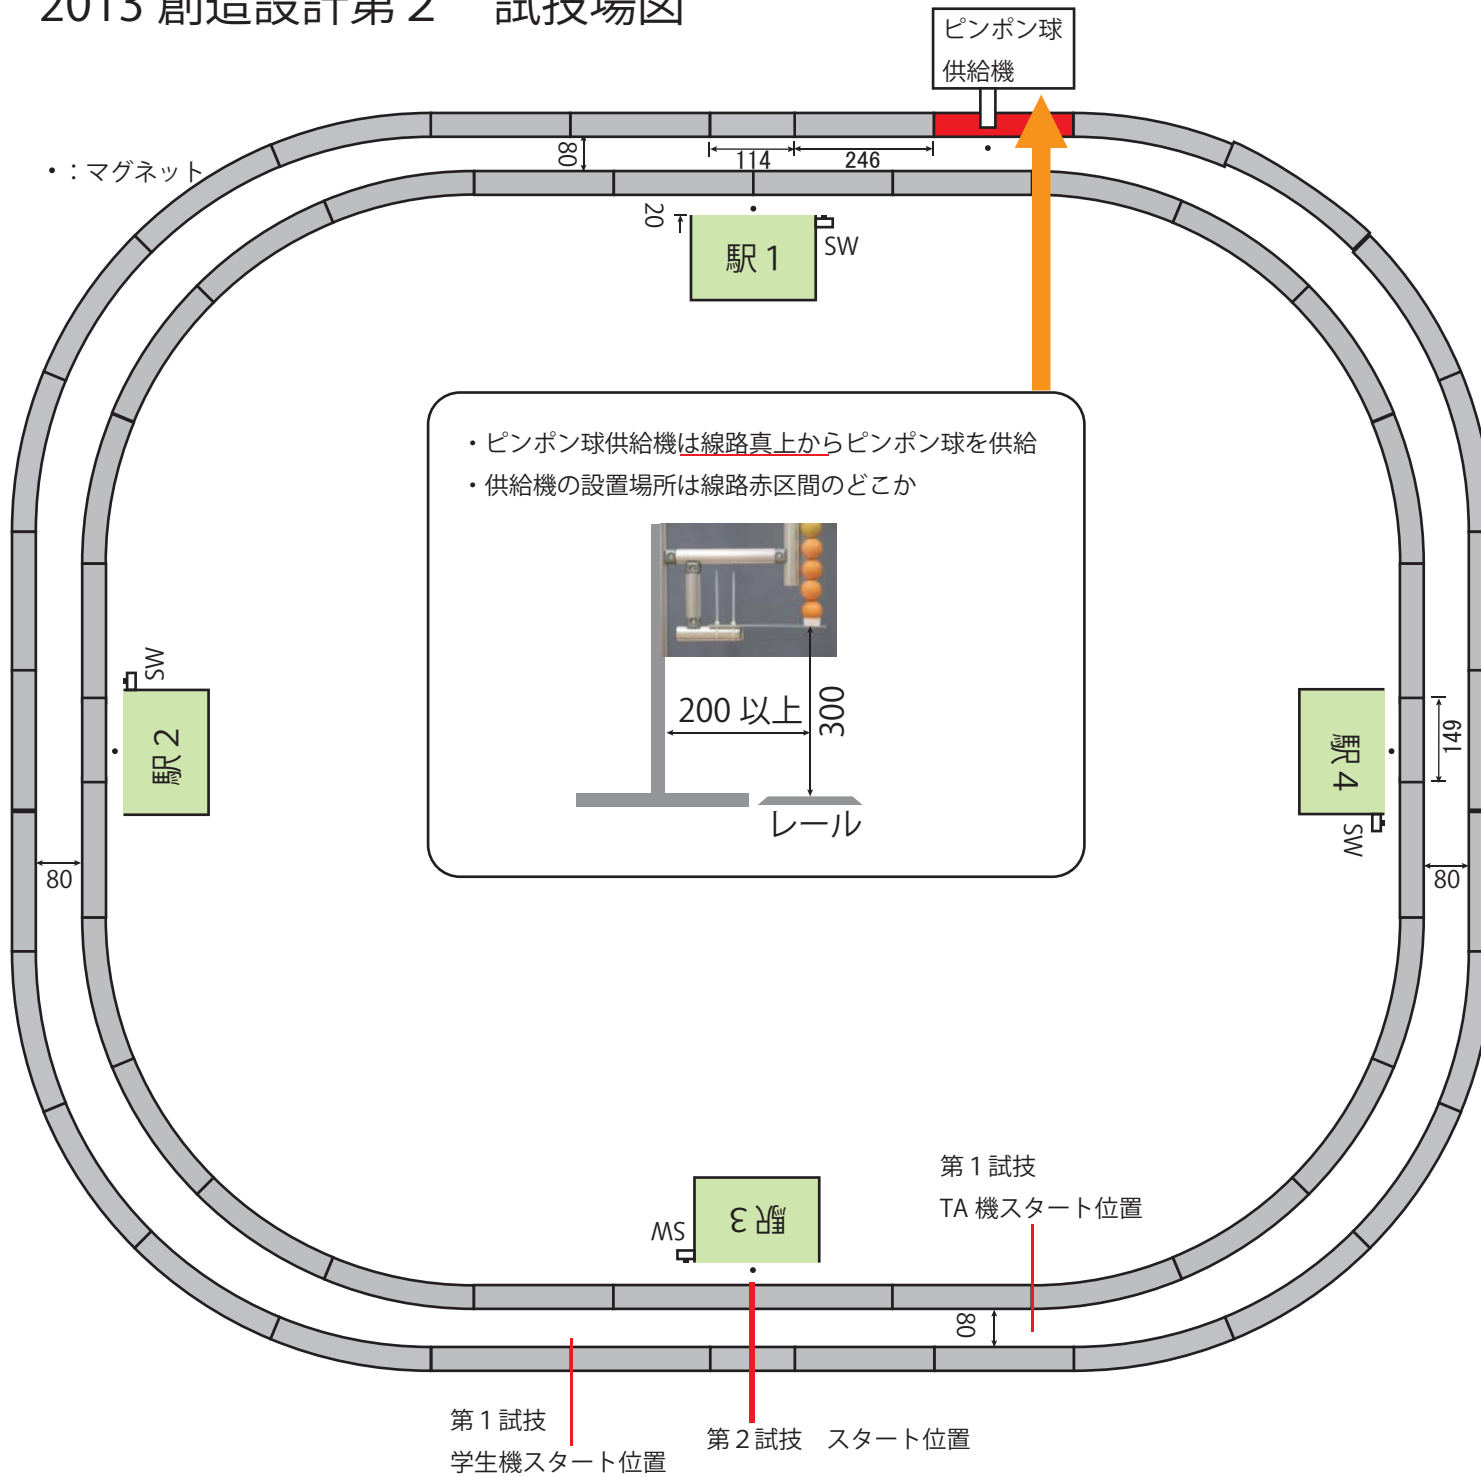 2013 創造設計第２　試技場図
ピンポン球
供給機
・：マグネット
80
114
246
20
SW
駅 1
・ピンポン球供給機は線路真上からピンポン球を供給
・供給機の設置場所は線路赤区間のどこか
200 以上
300
レール
SW
駅 2
80
駅 4
SW
149
80
駅 3
SW
第 1 試技
TA 機スタート位置
80
第 1 試技
学生機スタート位置
第２試技　スタート位置